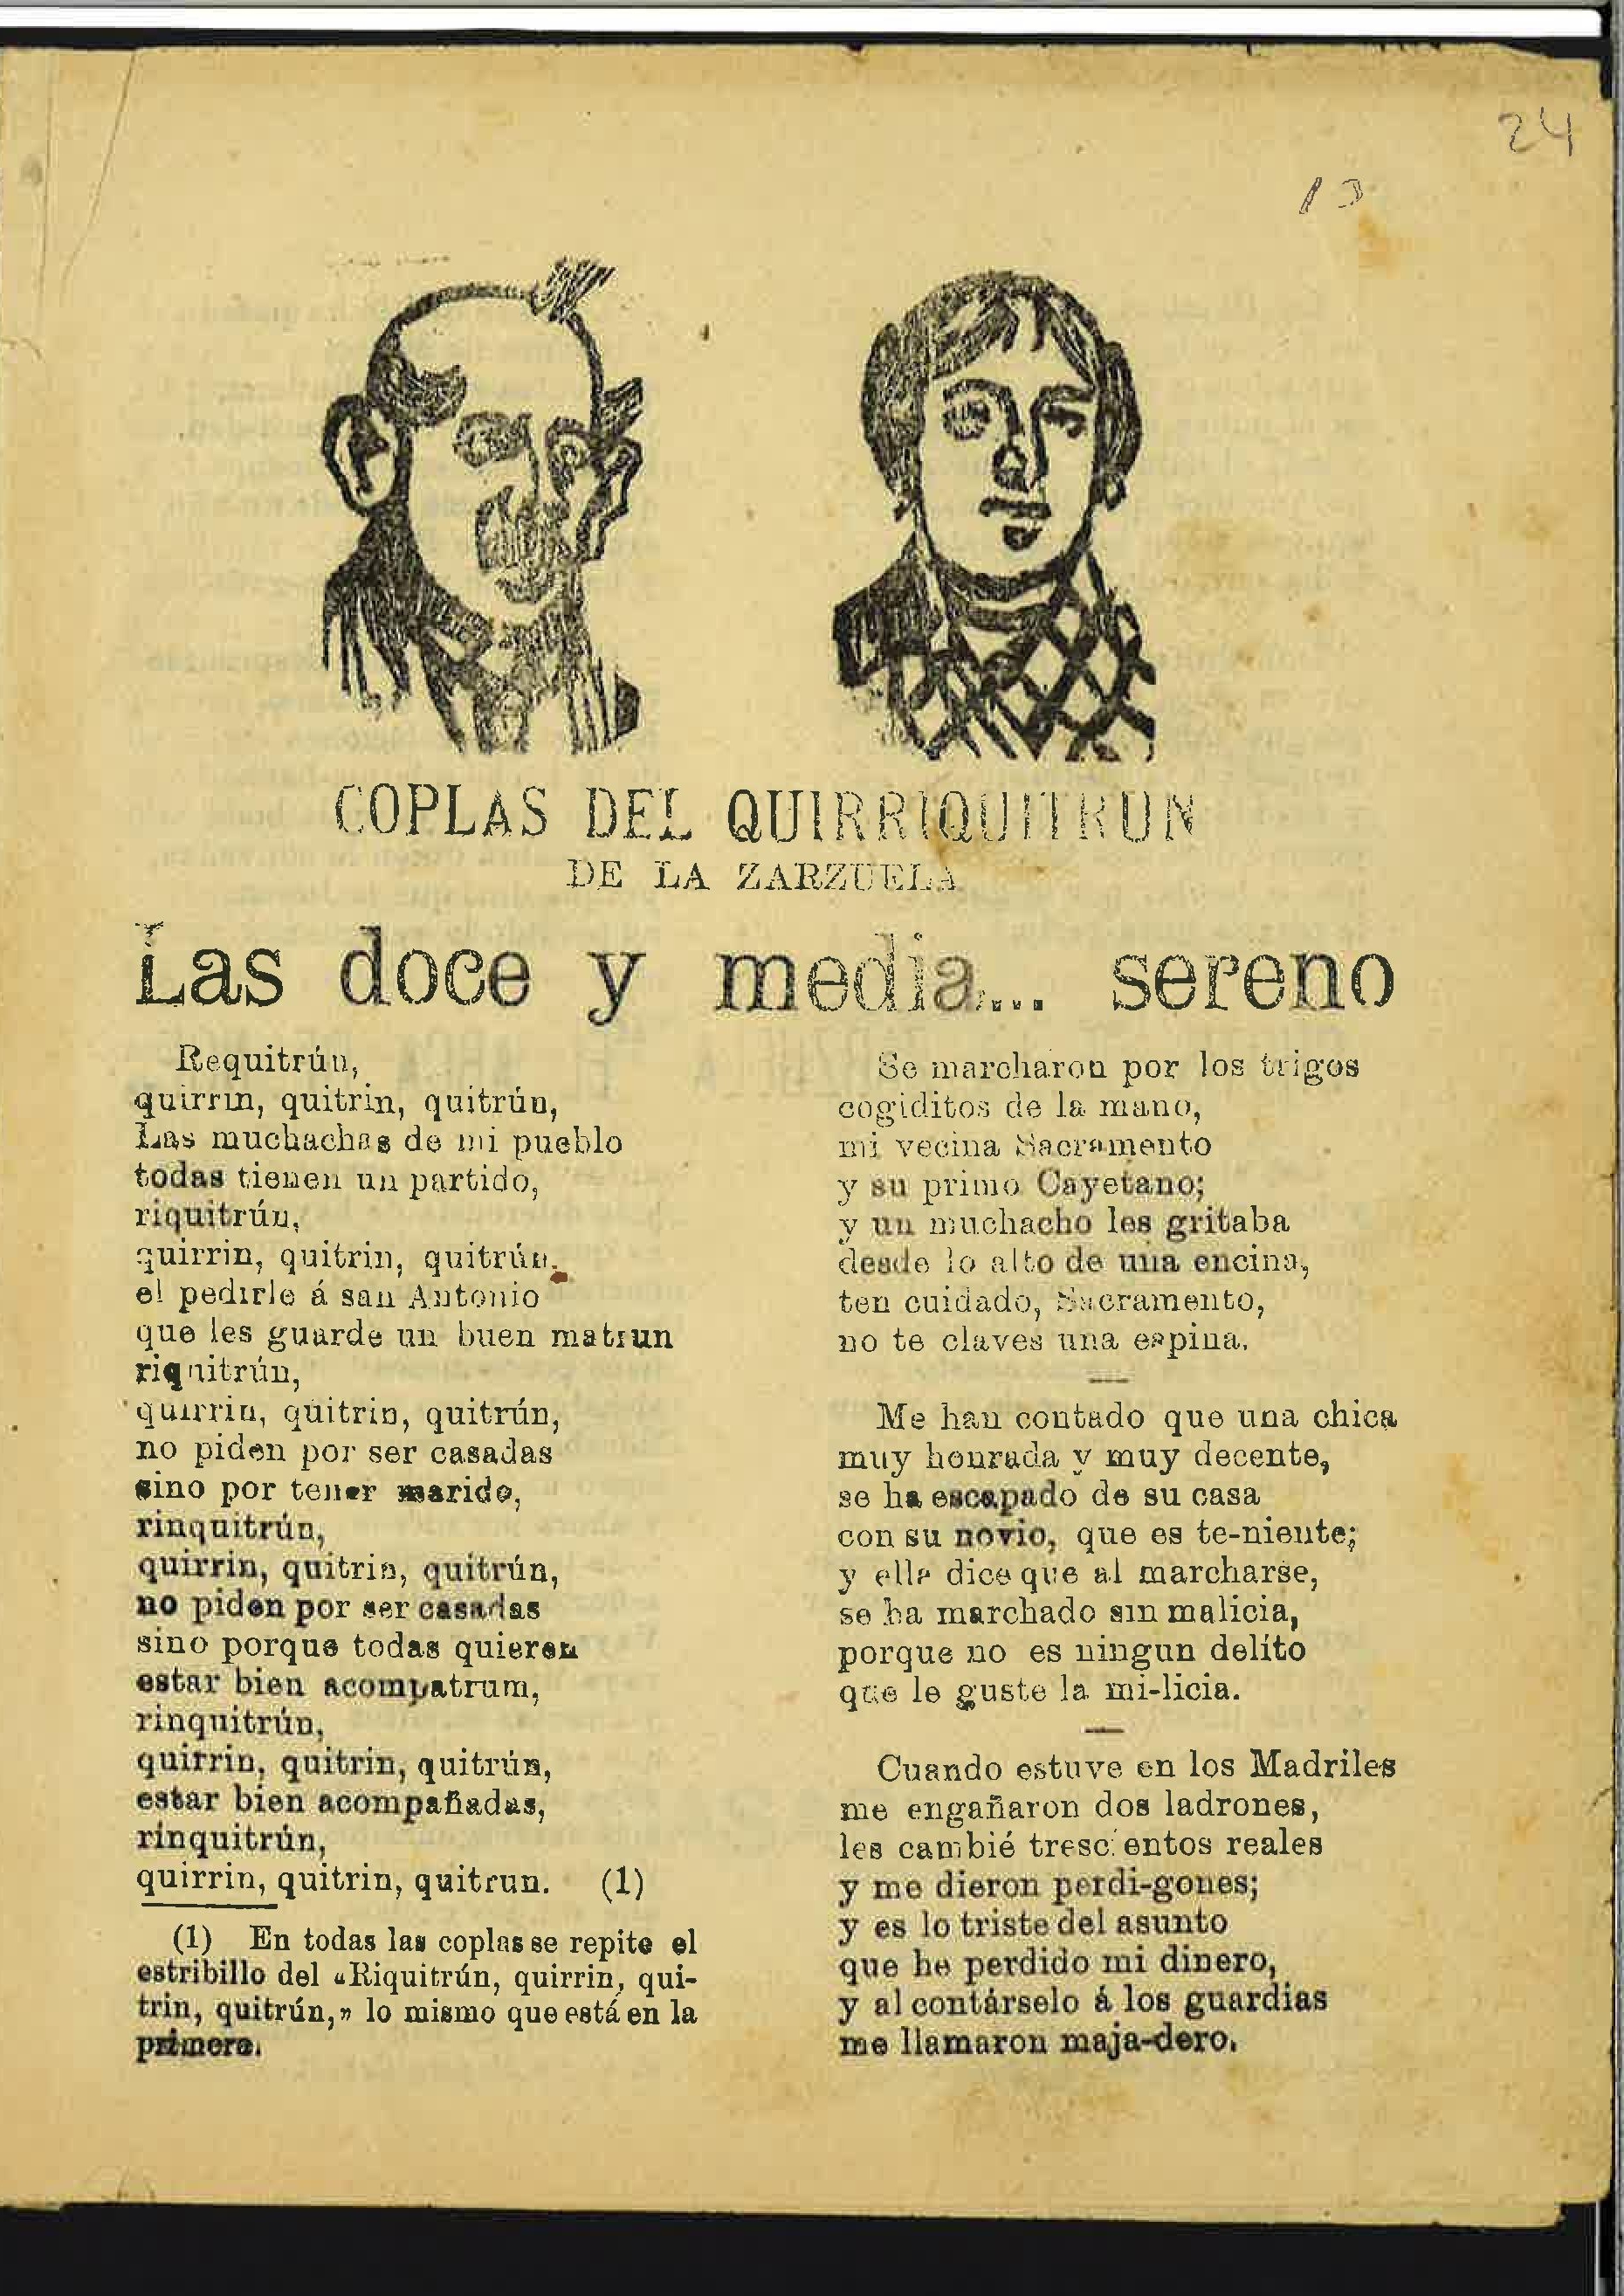 24
13
COPLAS DEL QUIRRIQUITRUN
DE LA ZARZUELA
Las doce y media... sereno
Requitrún,
quirrin, quitrin, quitrún,
Las muchachas de mi pueblo
todas tienen un partido,
riquitrún,
quirrin, quitrin, quitrún.
el pedirle á san Antonio
que les guarde un buen matrun
riquitrún,
quirrin, quitrin, quitrún,
no piden por ser casadas
sino por tener marido,
rinquitrún,
quirrin, quitrin, quitrún,
no piden por ser casadas
sino porque todas quieren
estar bien acompatrum,
rinquitrún,
quirrin, quitrin, quitrún,
estar bien acompañadas,
rinquitrún,
quirrin, quitrin, quitrun. (1)
(1) En todas las coplas se repite el
estribillo del «Riquitrún, quirrin, qui-
trin, quitrún,» lo mismo que está en la
primera.
Se marcharon por los trigos
cogiditos de la mano,
mi vecina Sacramento
y su primo Cayetano;
y un muchacho les gritaba
desde lo alto de una encina,
ten cuidado, Sacramento,
no te claves una espina.
Me han contado que una chica
muy honrada y muy decente,
se ha escapado de su casa
con su novio, que es te-niente;
y ella dice que al marcharse,
se ha marchado sin malicia,
porque no es ningun delito
que le guste la mi-licia.
Cuando estuve en los Madriles
me engañaron dos ladrones,
les cambié trescientos reales
y me dieron perdi-gones;
y es lo triste del asunto
que he perdido mi dinero,
y al contárselo á los guardias
me llamaron maja-dero.